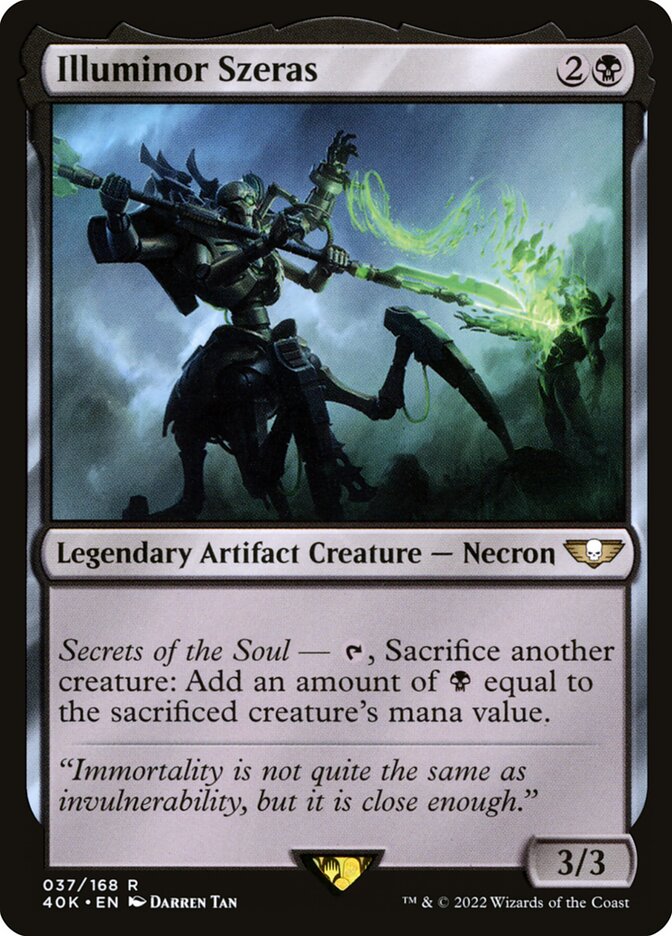 Illuminor Szeras 2
Legendary Artifact Creature — Necron
Secrets of the Soul — , Sacrifice another
creature: Add an amount of equal to
the sacrificed creature's mana value.
"Immortality is not quite the same as
invulnerability, but it is close enough."
3/3
037/168 R
40K • EN Darren Tan
™ & © 2022 Wizards of the Coast